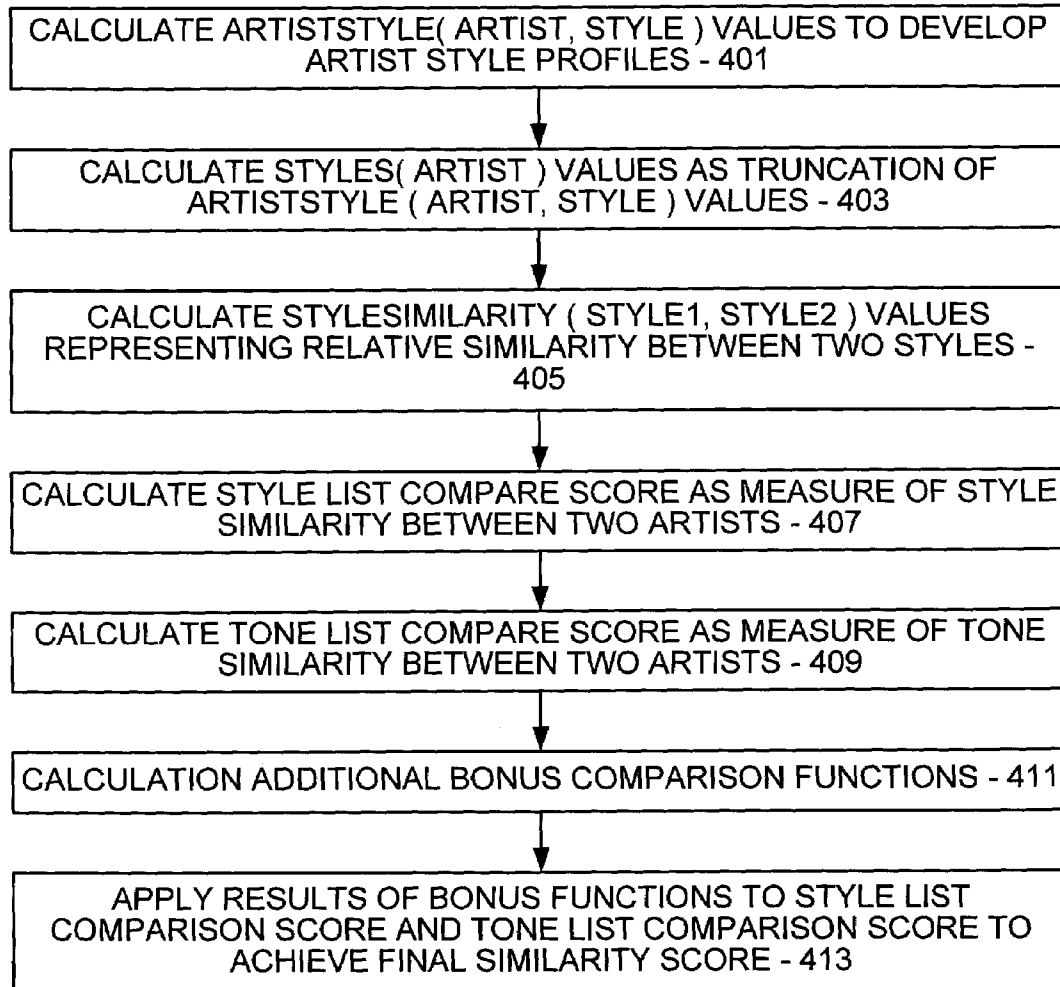 CALCULATE ARTISTSTYLE( ARTIST, STYLE ) VALUES TO DEVELOP
ARTIST STYLE PROFILES - 401
CALCULATE STYLES( ARTIST ) VALUES AS TRUNCATION OF
ARTISTSTYLE ( ARTIST, STYLE ) VALUES - 403
CALCULATE STYLESIMILARITY ( STYLE1, STYLE2 ) VALUES
REPRESENTING RELATIVE SIMILARITY BETWEEN TWO STYLES -
405
CALCULATE STYLE LIST COMPARE SCORE AS MEASURE OF STYLE
SIMILARITY BETWEEN TWO ARTISTS - 407
CALCULATE TONE LIST COMPARE SCORE AS MEASURE OF TONE
SIMILARITY BETWEEN TWO ARTISTS - 409
CALCULATION ADDITIONAL BONUS COMPARISON FUNCTIONS - 411
APPLY RESULTS OF BONUS FUNCTIONS TO STYLE LIST
COMPARISON SCORE AND TONE LIST COMPARISON SCORE TO
ACHIEVE FINAL SIMILARITY SCORE - 413